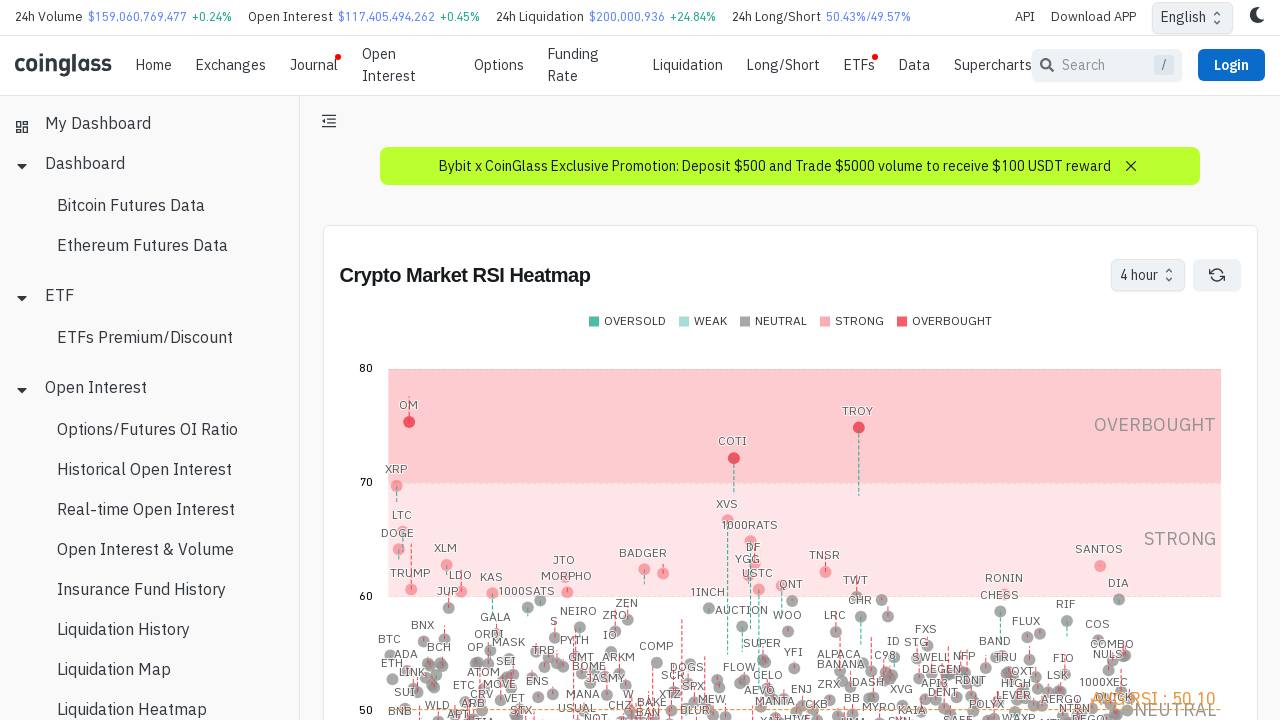 24h Volume $159,060,769,477 +0.24% Open Interest $117,405,494,262 +0.45% 24h Liquidation $200,000,936 +24.84% 24h Long/Short 50.43%/49.57% API Download APP English
coinglass Home Exchanges Journal Open Interest Options Funding Rate Liquidation Long/Short ETFs Data Supercharts Search / Login
My Dashboard
Dashboard
Bitcoin Futures Data
Ethereum Futures Data
ETF
ETFs Premium/Discount
Open Interest
Options/Futures OI Ratio
Historical Open Interest
Real-time Open Interest
Open Interest & Volume
Insurance Fund History
Liquidation History
Liquidation Map
Liquidation Heatmap
Bybit x CoinGlass Exclusive Promotion: Deposit $500 and Trade $5000 volume to receive $100 USDT reward
Crypto Market RSI Heatmap
4 hour
OVERSOLD WEAK NEUTRAL STRONG OVERBOUGHT
80
OM
TROY
OVERBOUGHT
COTI
XRP
70
XVS
LTC
1000RATS
DOGE
STRONG
XLM
BADGER
DF
SANTOS
JTO
YGG
TNSR
TRUMP
LDO
KAS
MORPHO
USTC
QNT
TWT
RONIN
DIA
JUP
1000SATS
1INCH
CHESS
60
CHR
ZEN
NEIRO
AUCTION
RIF
GALA
S
ZRO
WOO
LRC
FLUX
COS
BNX
FXS
BTC
ORDI
MASK
PYTH
IO
SUPER
ID
STG
BAND
COMBO
BCH
OP
TRB
COMP
YFI
ALPACA
C98
ADA
ETH
SEI
GMT
ARKM
BANANA
SWELL
NFP
TRU
FIO
NULS
LINK
ATOM
BOME
DOGS
FLOW
DEGEN
OXT
LSK
ENS
JASMY
SCR
CELO
ZRX
DASH
API3
RDNT
HIGH
1000XEC
SUI
ETC
MOVE
CRV
MANA
W
XTZ
SPX
AEVO
ENJ
BB
XVG
DENT
LEVER
AERGO
DUCK
AVG RSI : 50.10
BNB
WLD
ARB
VET
STX
USUAL
CHZ
BAKE
BAN
MEW
BLUR
MANTA
CKB
MYRO
KAIA
POLYX
NTRN
NEUTRAL
50
APT
NOT
HIVE
WAXP